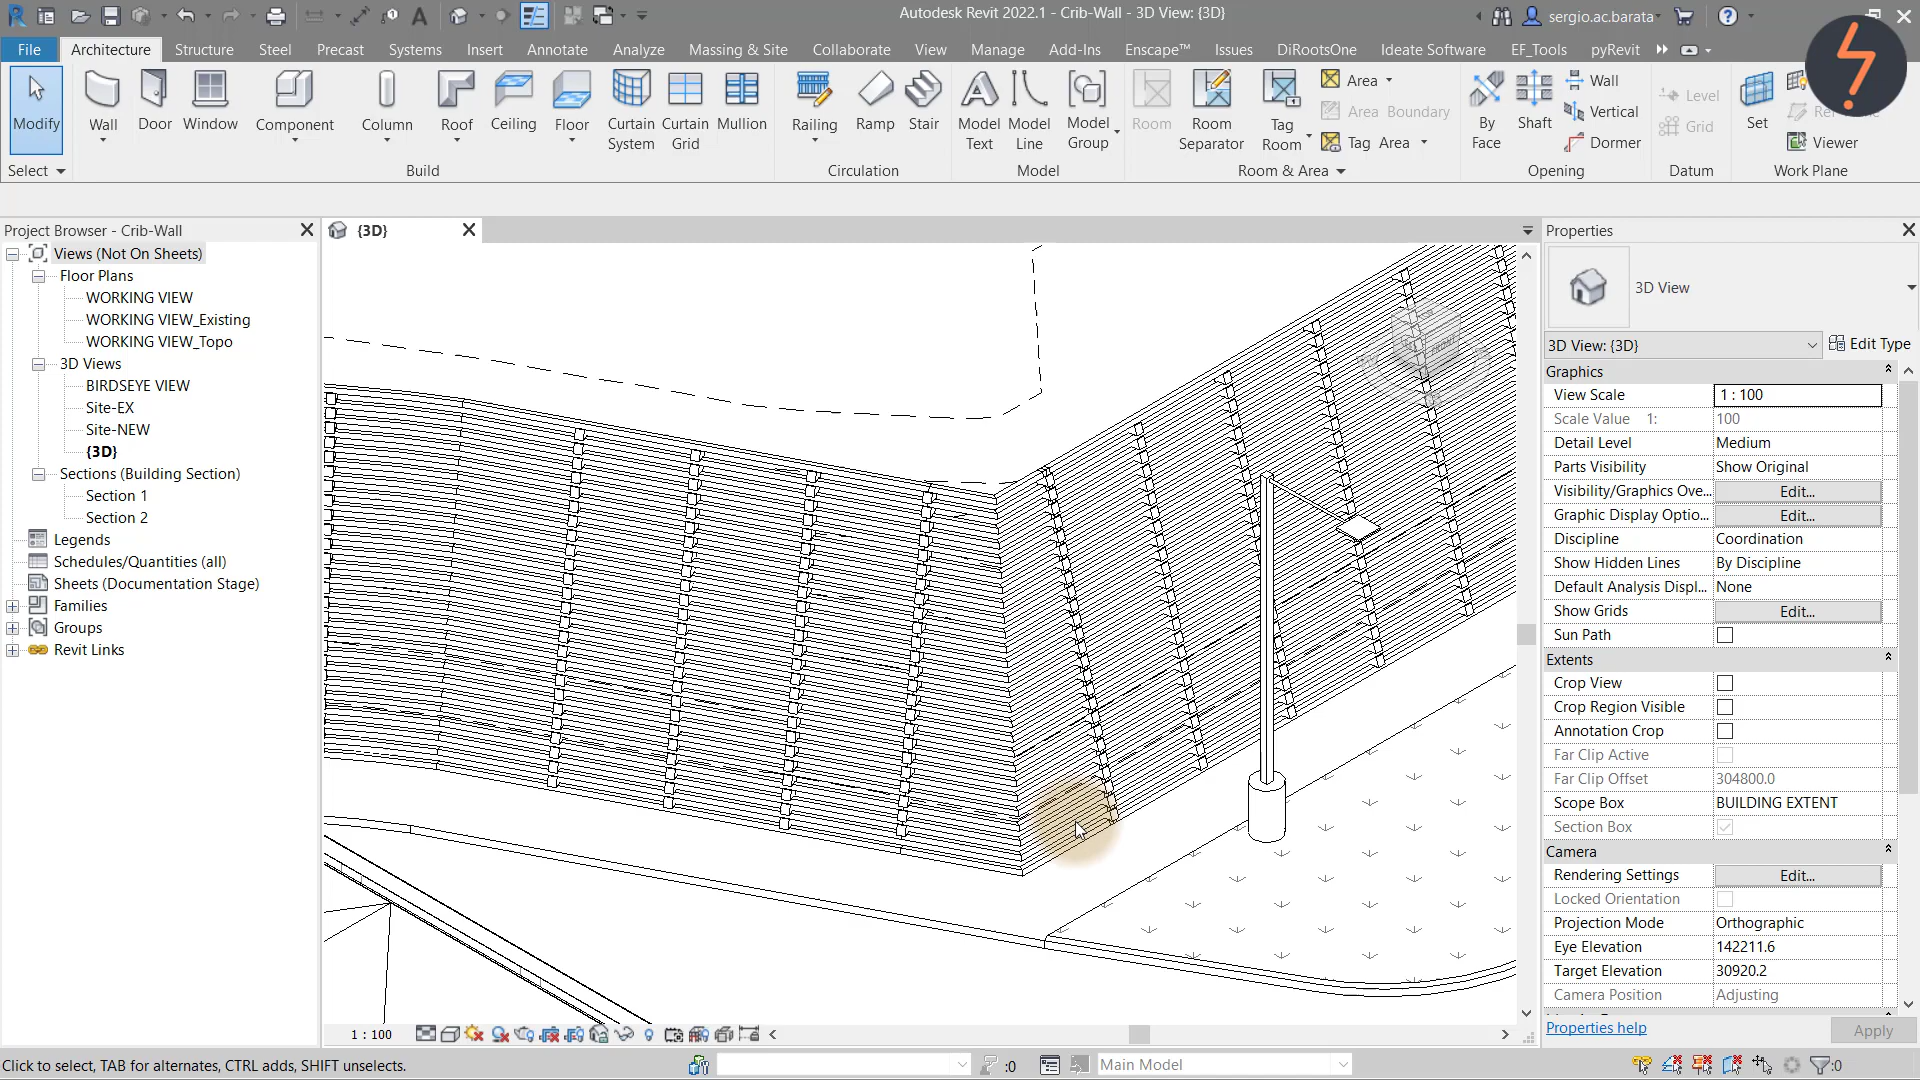 Autodesk Revit 2022.1 - Crib-Wall - 3D View: {3D}
sergio.ac.barata
File Architecture Structure Steel Precast Systems Insert Annotate Analyze Massing & Site Collaborate View Manage Add-Ins Enscape™ Issues DiRootsOne Ideate Software EF_Tools pyRevit
Modify Wall Door Window Component Column Roof Ceiling Floor Curtain System Curtain Grid Mullion Railing Ramp Stair Model Text Model Line Model Group Room Room Separator Tag Room Area Area Boundary Tag Area By Face Shaft Wall Vertical Dormer Level Grid Set Viewer
Select Build Circulation Model Room & Area Opening Datum Work Plane
Project Browser - Crib-Wall
Views (Not On Sheets)
Floor Plans
WORKING VIEW
WORKING VIEW_Existing
WORKING VIEW_Topo
3D Views
BIRDSEYE VIEW
Site-EX
Site-NEW
{3D}
Sections (Building Section)
Section 1
Section 2
Legends
Schedules/Quantities (all)
Sheets (Documentation Stage)
Families
Groups
Revit Links
{3D}
FRONT
1 : 100
Properties
3D View
3D View: {3D} Edit Type
Graphics
View Scale 1 : 100
Scale Value 1: 100
Detail Level Medium
Parts Visibility Show Original
Visibility/Graphics Ove... Edit...
Graphic Display Optio... Edit...
Discipline Coordination
Show Hidden Lines By Discipline
Default Analysis Displ... None
Show Grids Edit...
Sun Path
Extents
Crop View
Crop Region Visible
Annotation Crop
Far Clip Active
Far Clip Offset 304800.0
Scope Box BUILDING EXTENT
Section Box
Camera
Rendering Settings Edit...
Locked Orientation
Projection Mode Orthographic
Eye Elevation 142211.6
Target Elevation 30920.2
Camera Position Adjusting
Properties help Apply
Click to select, TAB for alternates, CTRL adds, SHIFT unselects.
:0 Main Model :0